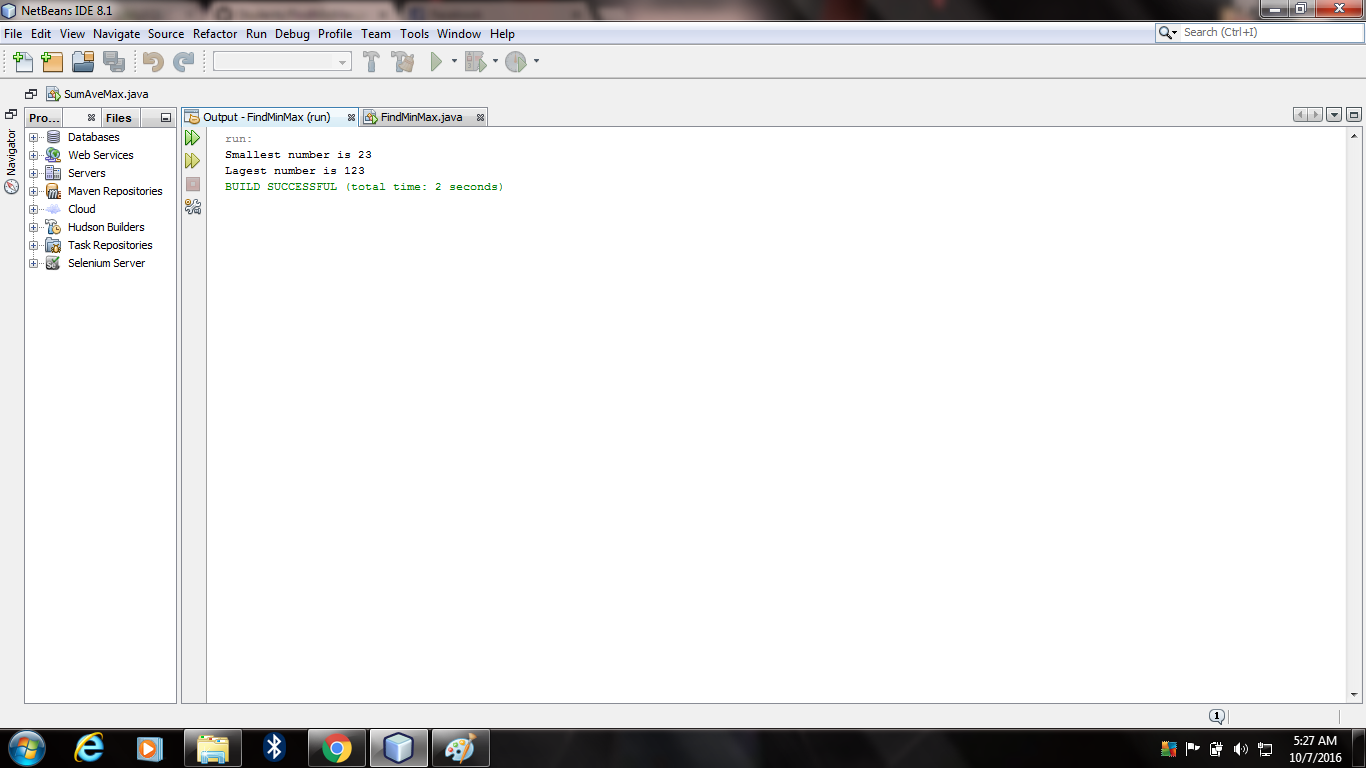 NetBeans IDE 8.1
File Edit View Navigate Source Refactor Run Debug Profile Team Tools Window Help
Search (Ctrl+I)
SumAveMax.java
Navigator
Pro...
Files
Databases
Web Services
Servers
Maven Repositories
Cloud
Hudson Builders
Task Repositories
Selenium Server
Output - FindMinMax (run)
FindMinMax.java
run:
Smallest number is 23
Lagest number is 123
BUILD SUCCESSFUL (total time: 2 seconds)
1
5:27 AM
10/7/2016